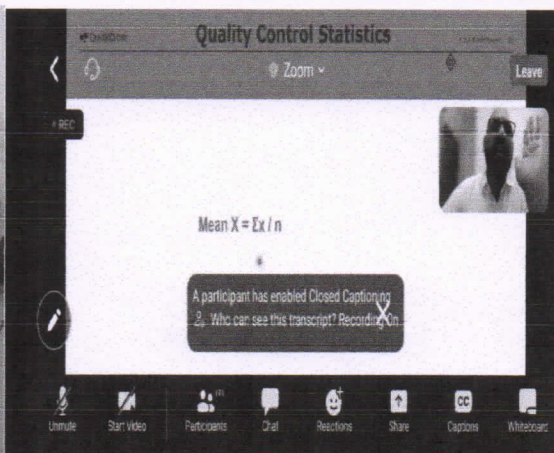 Quality Control Statistics
Zoom
Leave
REC
Mean X = Σx / n
A participant has enabled Closed Captioning
Who can see this transcript? Recording On
Unmute
Start Video
Participants
Chat
Reactions
Share
CC
Captions
Whiteboard